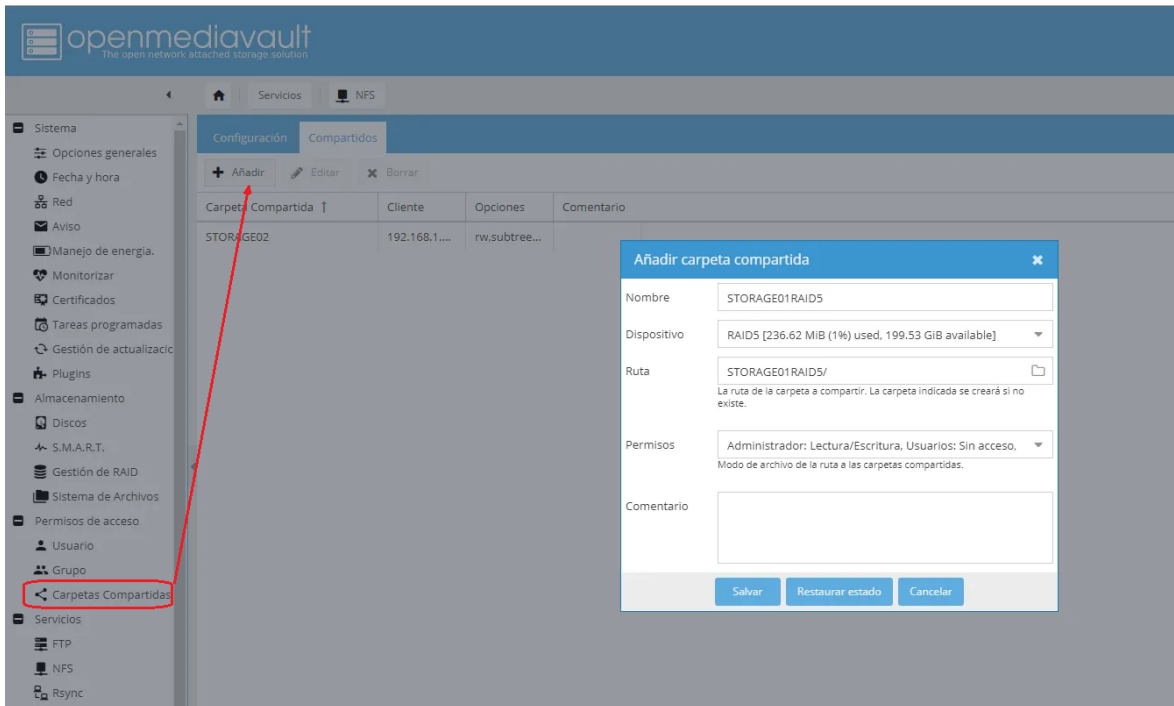 openmediavault
The open network attached storage solution
Servicios
NFS
Sistema
Opciones generales
Fecha y hora
Red
Aviso
Manejo de energía.
Monitorizar
Certificados
Tareas programadas
Gestión de actualizacic
Plugins
Almacenamiento
Discos
S.M.A.R.T.
Gestión de RAID
Sistema de Archivos
Permisos de acceso
Usuario
Grupo
Carpetas Compartidas
Servicios
FTP
NFS
Rsync
Configuración Compartidos
Añadir Editar Borrar
Carpeta Compartida Cliente Opciones Comentario
STORAGE02 192.168.1.... rw,subtree...
Añadir carpeta compartida
Nombre STORAGE01RAID5
Dispositivo RAID5 [236.62 MiB (1%) used, 199.53 GiB available]
Ruta STORAGE01RAID5/
La ruta de la carpeta a compartir. La carpeta indicada se creará si no
existe.
Permisos Administrador: Lectura/Escritura, Usuarios: Sin acceso,
Modo de archivo de la ruta a las carpetas compartidas.
Comentario
Salvar Restaurar estado Cancelar